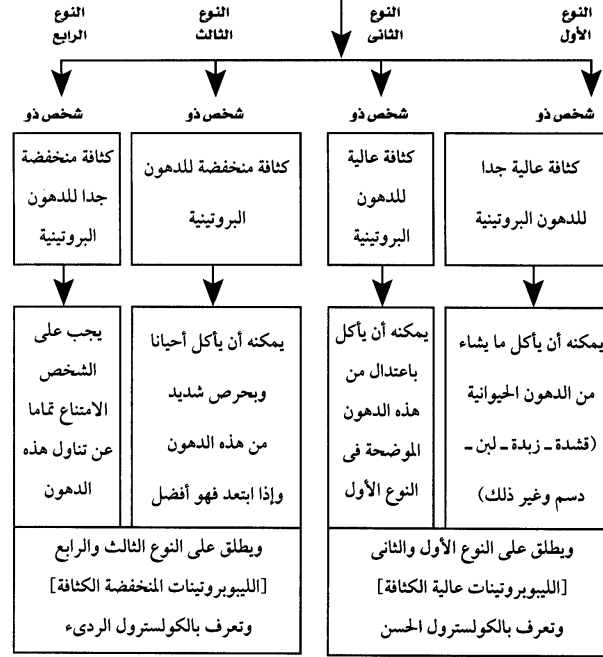 النوع
الأول
النوع
الثانى
النوع
الثالث
النوع
الرابع
شخص ذو
شخص ذو
شخص ذو
شخص ذو
كثافة عالية جدا
للدهون البروتينية
كثافة عالية
للدهون
البروتينية
كثافة منخفضة للدهون
البروتينية
كثافة منخفضة
جدا للدهون
البروتينية
يمكنه أن يأكل ما يشاء
من الدهون الحيوانية
(قشدة ـ زبدة ـ لبن ـ
دسم وغير ذلك)
يمكنه أن يأكل
باعتدال من
هذه الدهون
الموضحة فى
النوع الأول
يمكنه أن يأكل أحيانا
وبحرص شديد
من هذه الدهون
وإذا ابتعد فهو أفضل
يجب على
الشخص
الامتناع تماما
عن تناول هذه
الدهون
ويطلق على النوع الأول والثانى
[الليبوبروتينات عالية الكثافة]
وتعرف بالكولسترول الحسن
ويطلق على النوع الثالث والرابع
[الليبوبروتينات المنخفضة الكثافة]
وتعرف بالكولسترول الردىء